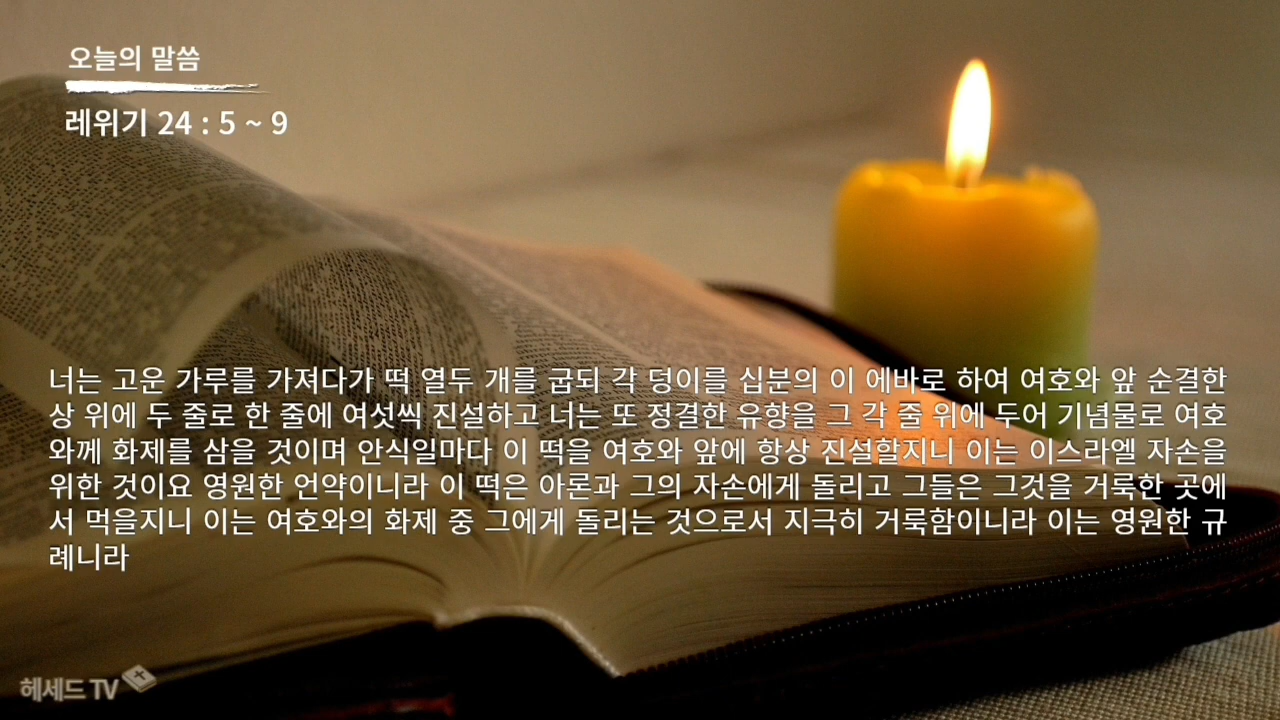 오늘의 말씀
레위기 24 : 5 ~ 9
너는 고운 가루를 가져다가 떡 열두 개를 굽되 각 덩이를 십분의 이 에바로 하여 여호와 앞 순결한
상 위에 두 줄로 한 줄에 여섯씩 진설하고 너는 또 정결한 유향을 그 각 줄 위에 두어 기념물로 여호
와께 화제를 삼을 것이며 안식일마다 이 떡을 여호와 앞에 항상 진설할지니 이는 이스라엘 자손을
위한 것이요 영원한 언약이니라 이 떡은 아론과 그의 자손에게 돌리고 그들은 그것을 거룩한 곳에
서 먹을지니 이는 여호와의 화제 중 그에게 돌리는 것으로서 지극히 거룩함이니라 이는 영원한 규
례니라
헤세드 TV